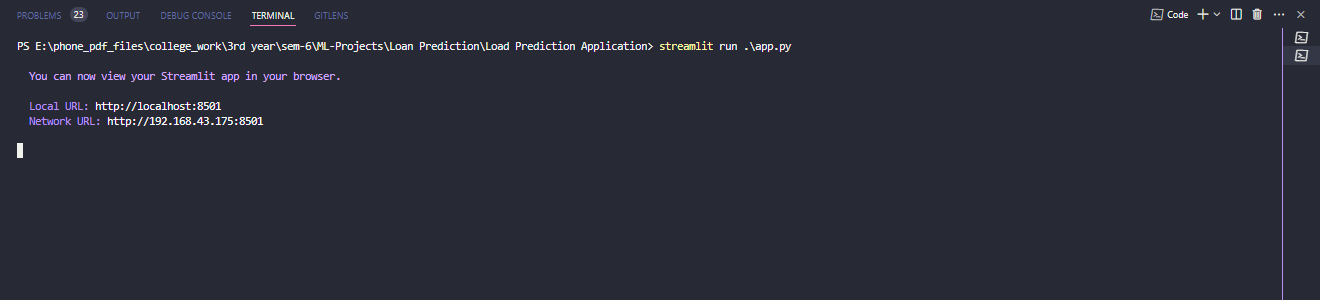 PROBLEMS 23 OUTPUT DEBUG CONSOLE TERMINAL GITLENS Code
PS E:\phone_pdf_files\college_work\3rd year\sem-6\ML-Projects\Loan Prediction\Load Prediction Application> streamlit run .\app.py
You can now view your Streamlit app in your browser.
Local URL: http://localhost:8501
Network URL: http://192.168.43.175:8501